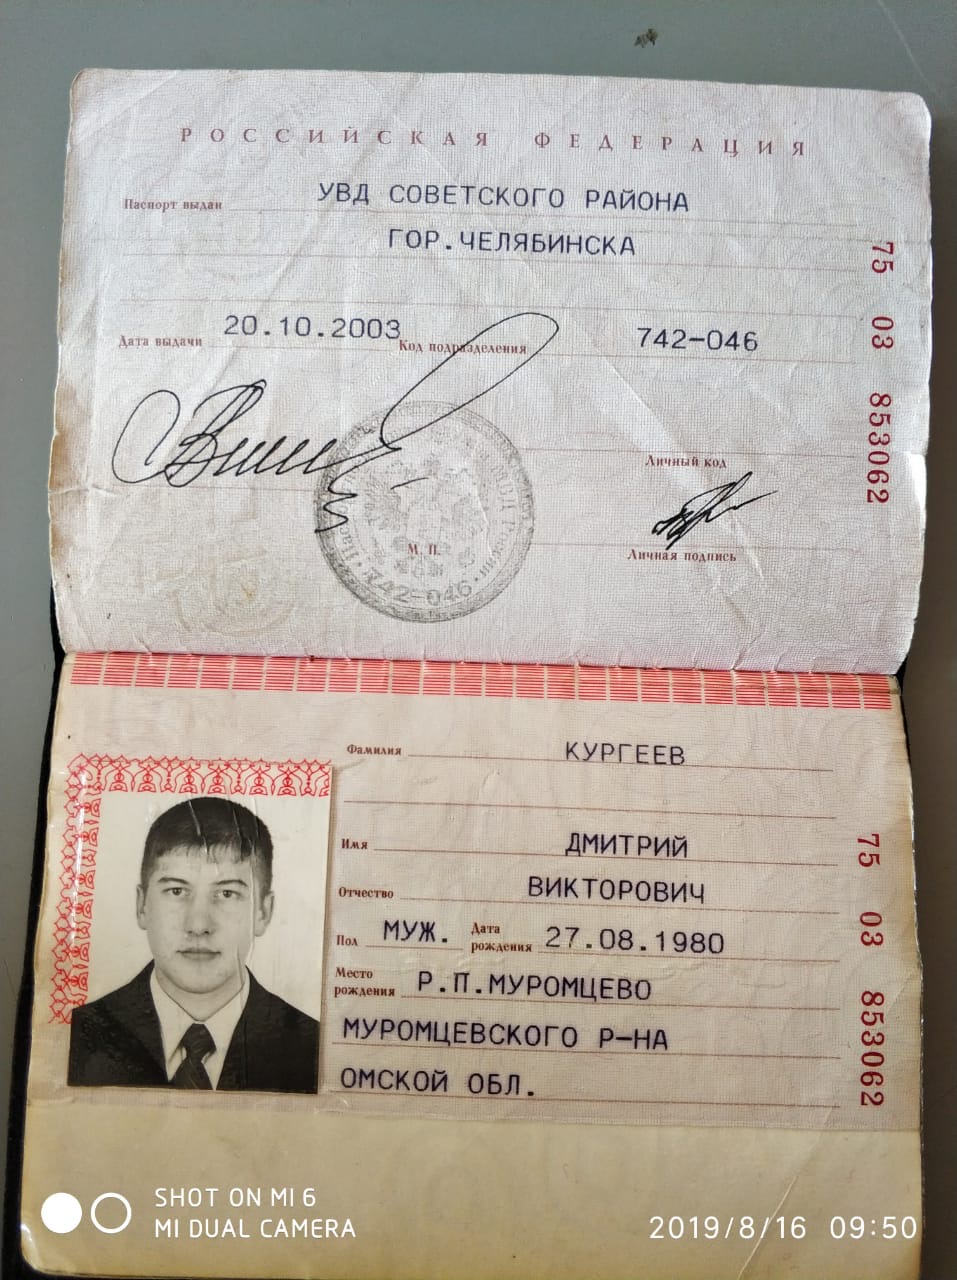 РОССИЙСКАЯ ФЕДЕРАЦИЯ
Паспорт выдан УВД СОВЕТСКОГО РАЙОНА
ГОР.ЧЕЛЯБИНСКА
Дата выдачи 20.10.2003 Код подразделения 742-046
Личный код
М. П.
Личная подпись
742-046
75 03 853062
Фамилия КУРГЕЕВ
Имя ДМИТРИЙ
Отчество ВИКТОРОВИЧ
Пол МУЖ. Дата рождения 27.08.1980
Место рождения Р.П.МУРОМЦЕВО
МУРОМЦЕВСКОГО Р-НА
ОМСКОЙ ОБЛ.
75 03 853062
SHOT ON MI 6
MI DUAL CAMERA
2019/8/16 09:50